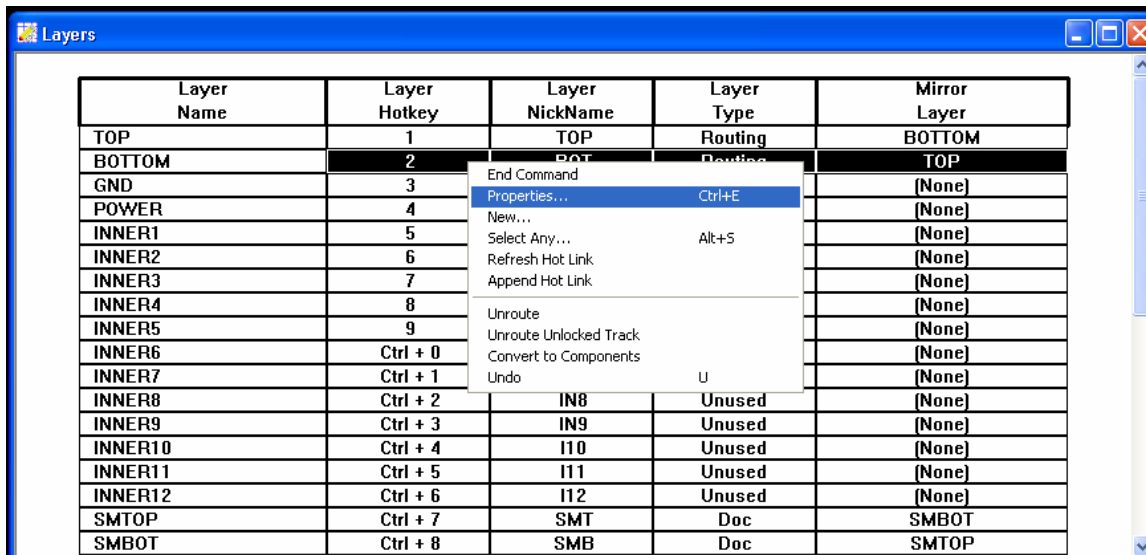 Layers
Layer Name Layer Hotkey Layer NickName Layer Type Mirror Layer
TOP 1 TOP Routing BOTTOM
BOTTOM 2 BOT Routing TOP
GND 3 (None)
POWER 4 (None)
INNER1 5 (None)
INNER2 6 (None)
INNER3 7 (None)
INNER4 8 (None)
INNER5 9 (None)
INNER6 Ctrl + 0 (None)
INNER7 Ctrl + 1 (None)
INNER8 Ctrl + 2 IN8 Unused (None)
INNER9 Ctrl + 3 IN9 Unused (None)
INNER10 Ctrl + 4 I10 Unused (None)
INNER11 Ctrl + 5 I11 Unused (None)
INNER12 Ctrl + 6 I12 Unused (None)
SMTOP Ctrl + 7 SMT Doc SMBOT
SMBOT Ctrl + 8 SMB Doc SMTOP
End Command
Properties... Ctrl+E
New...
Select Any... Alt+S
Refresh Hot Link
Append Hot Link
Unroute
Unroute Unlocked Track
Convert to Components
Undo U